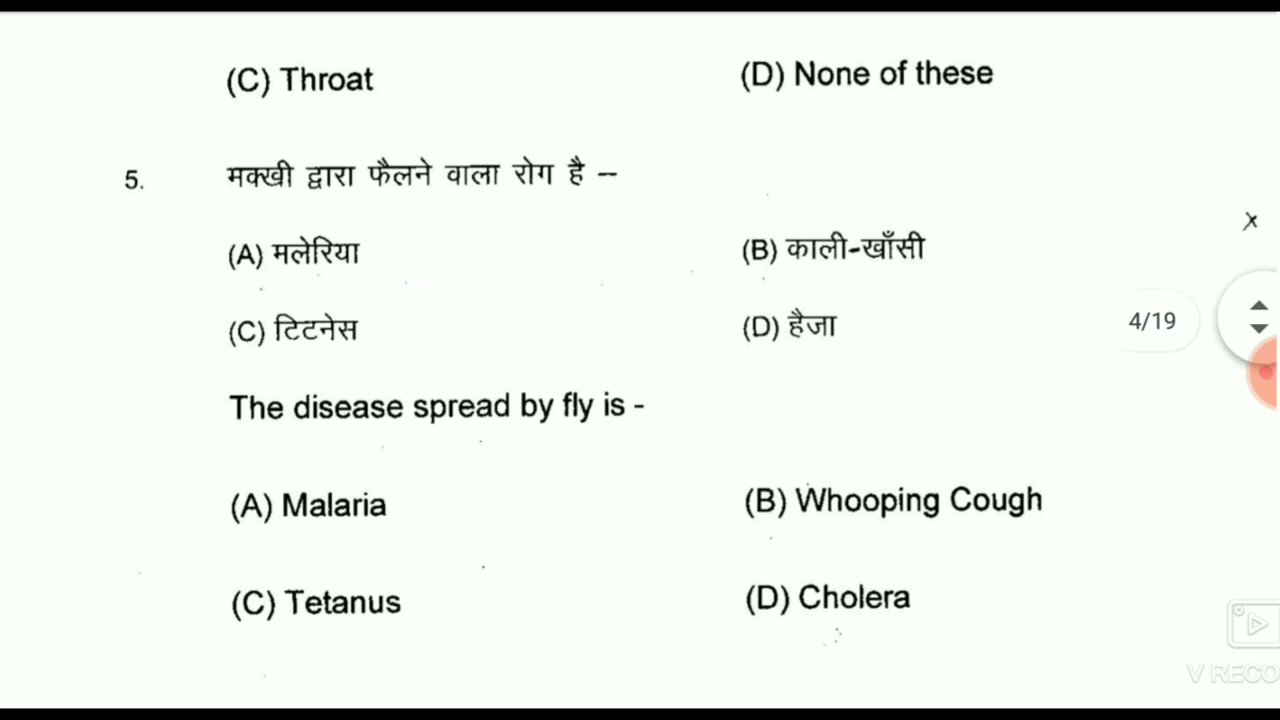 (C) Throat (D) None of these
5. मक्खी द्वारा फैलने वाला रोग है –
(A) मलेरिया (B) काली-खाँसी
(C) टिटनेस (D) हैजा
4/19
The disease spread by fly is -
(A) Malaria (B) Whooping Cough
(C) Tetanus (D) Cholera
V RECO